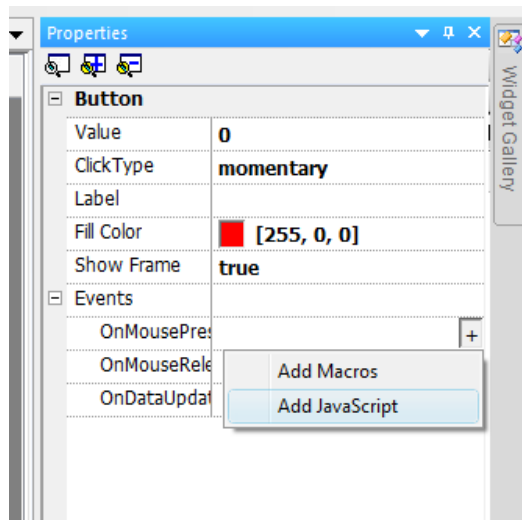 Properties
Widget Gallery
Button
Value 0
ClickType momentary
Label
Fill Color [255, 0, 0]
Show Frame true
Events
OnMousePres
OnMouseRele
OnDataUpdat
Add Macros
Add JavaScript